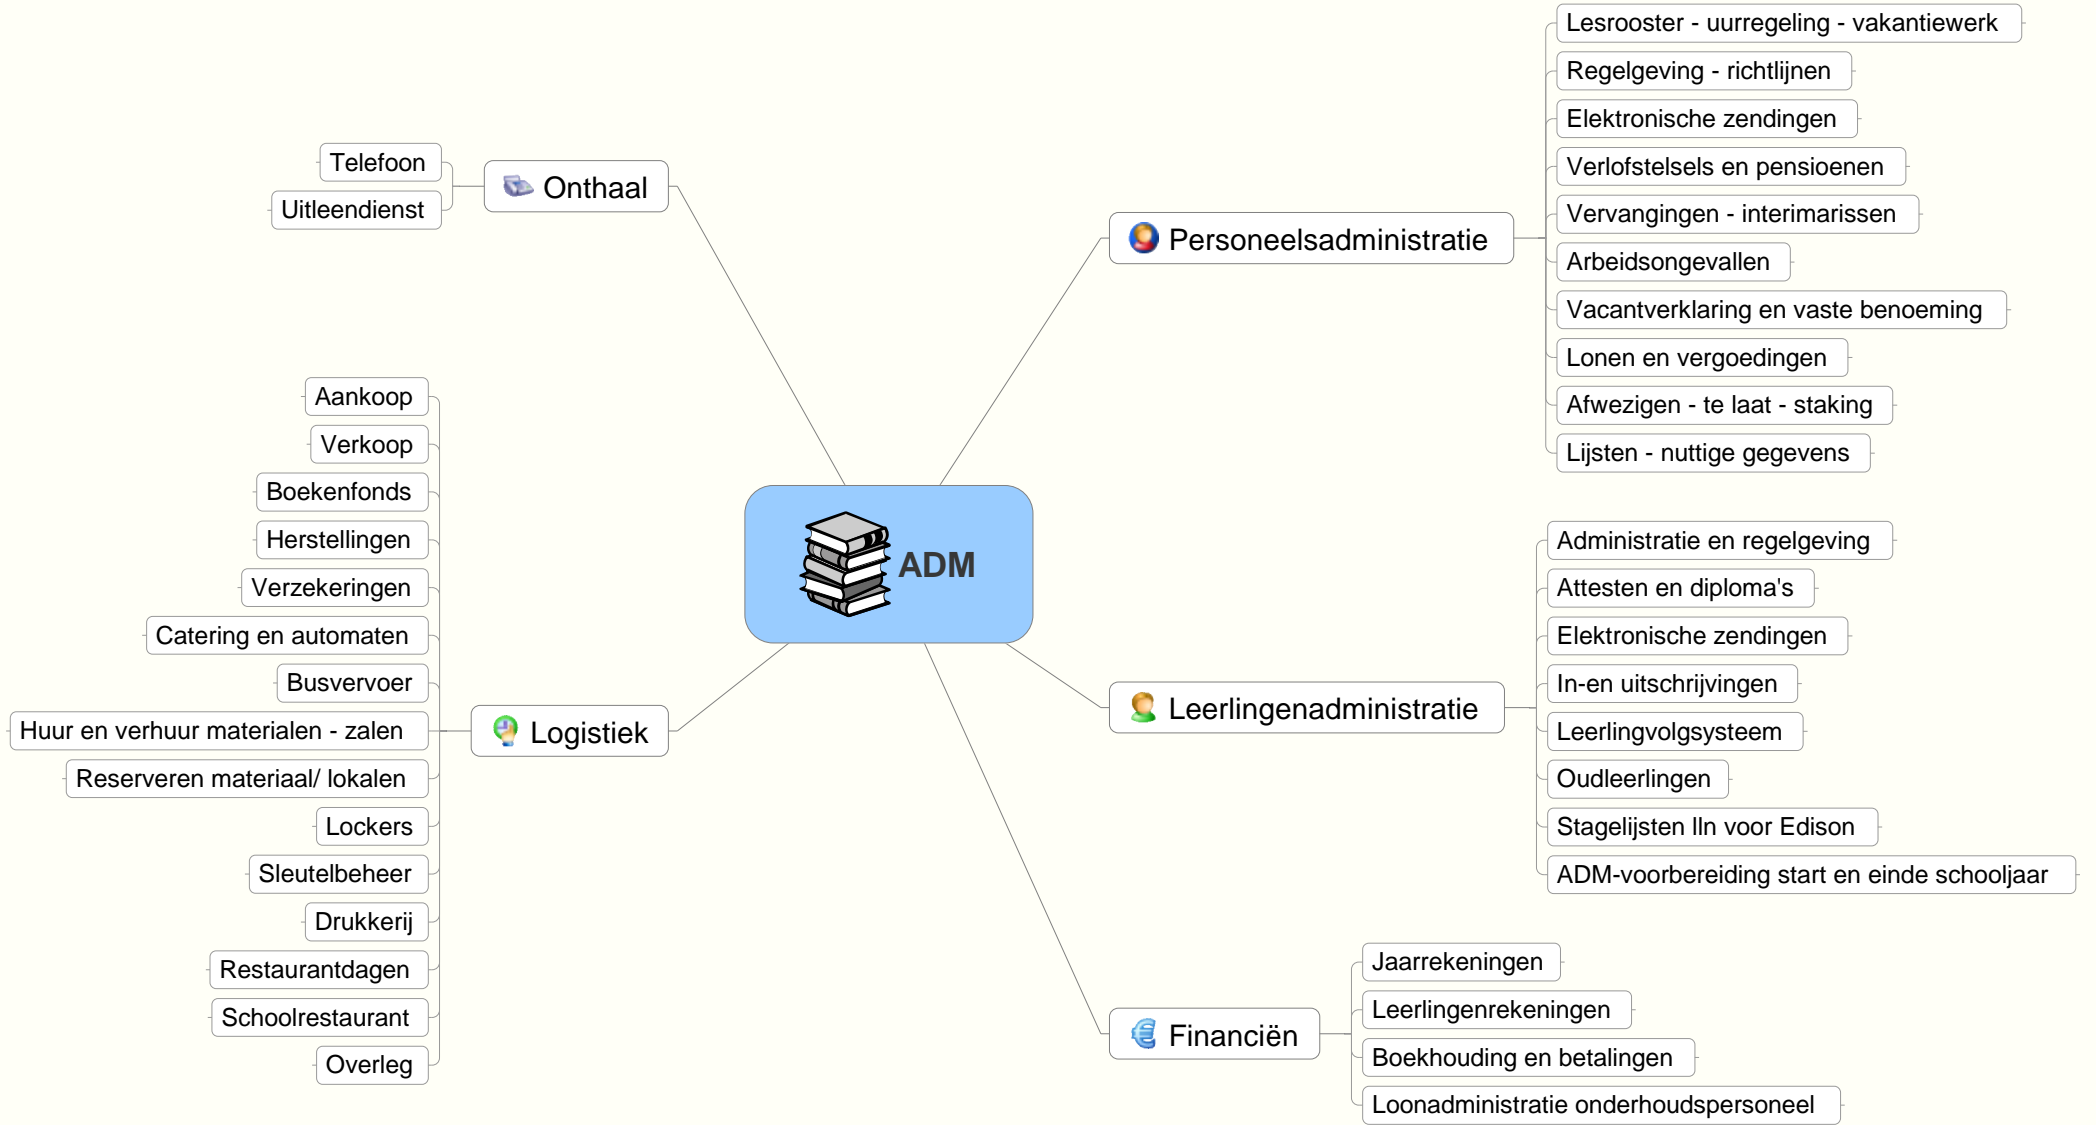 Telefoon
Uitleendienst
Onthaal
Aankoop
Verkoop
Boekenfonds
Herstellingen
Verzekeringen
Catering en automaten
Busvervoer
Huur en verhuur materialen - zalen
Reserveren materiaal/ lokalen
Lockers
Sleutelbeheer
Drukkerij
Restaurantdagen
Schoolrestaurant
Overleg
Logistiek
ADM
Personeelsadministratie
Lesrooster - uurregeling - vakantiewerk
Regelgeving - richtlijnen
Elektronische zendingen
Verlofstelsels en pensioenen
Vervangingen - interimarissen
Arbeidsongevallen
Vacantverklaring en vaste benoeming
Lonen en vergoedingen
Afwezigen - te laat - staking
Lijsten - nuttige gegevens
Leerlingenadministratie
Administratie en regelgeving
Attesten en diploma's
Elektronische zendingen
In-en uitschrijvingen
Leerlingvolgsysteem
Oudleerlingen
Stagelijsten lln voor Edison
ADM-voorbereiding start en einde schooljaar
Financiën
Jaarrekeningen
Leerlingenrekeningen
Boekhouding en betalingen
Loonadministratie onderhoudspersoneel